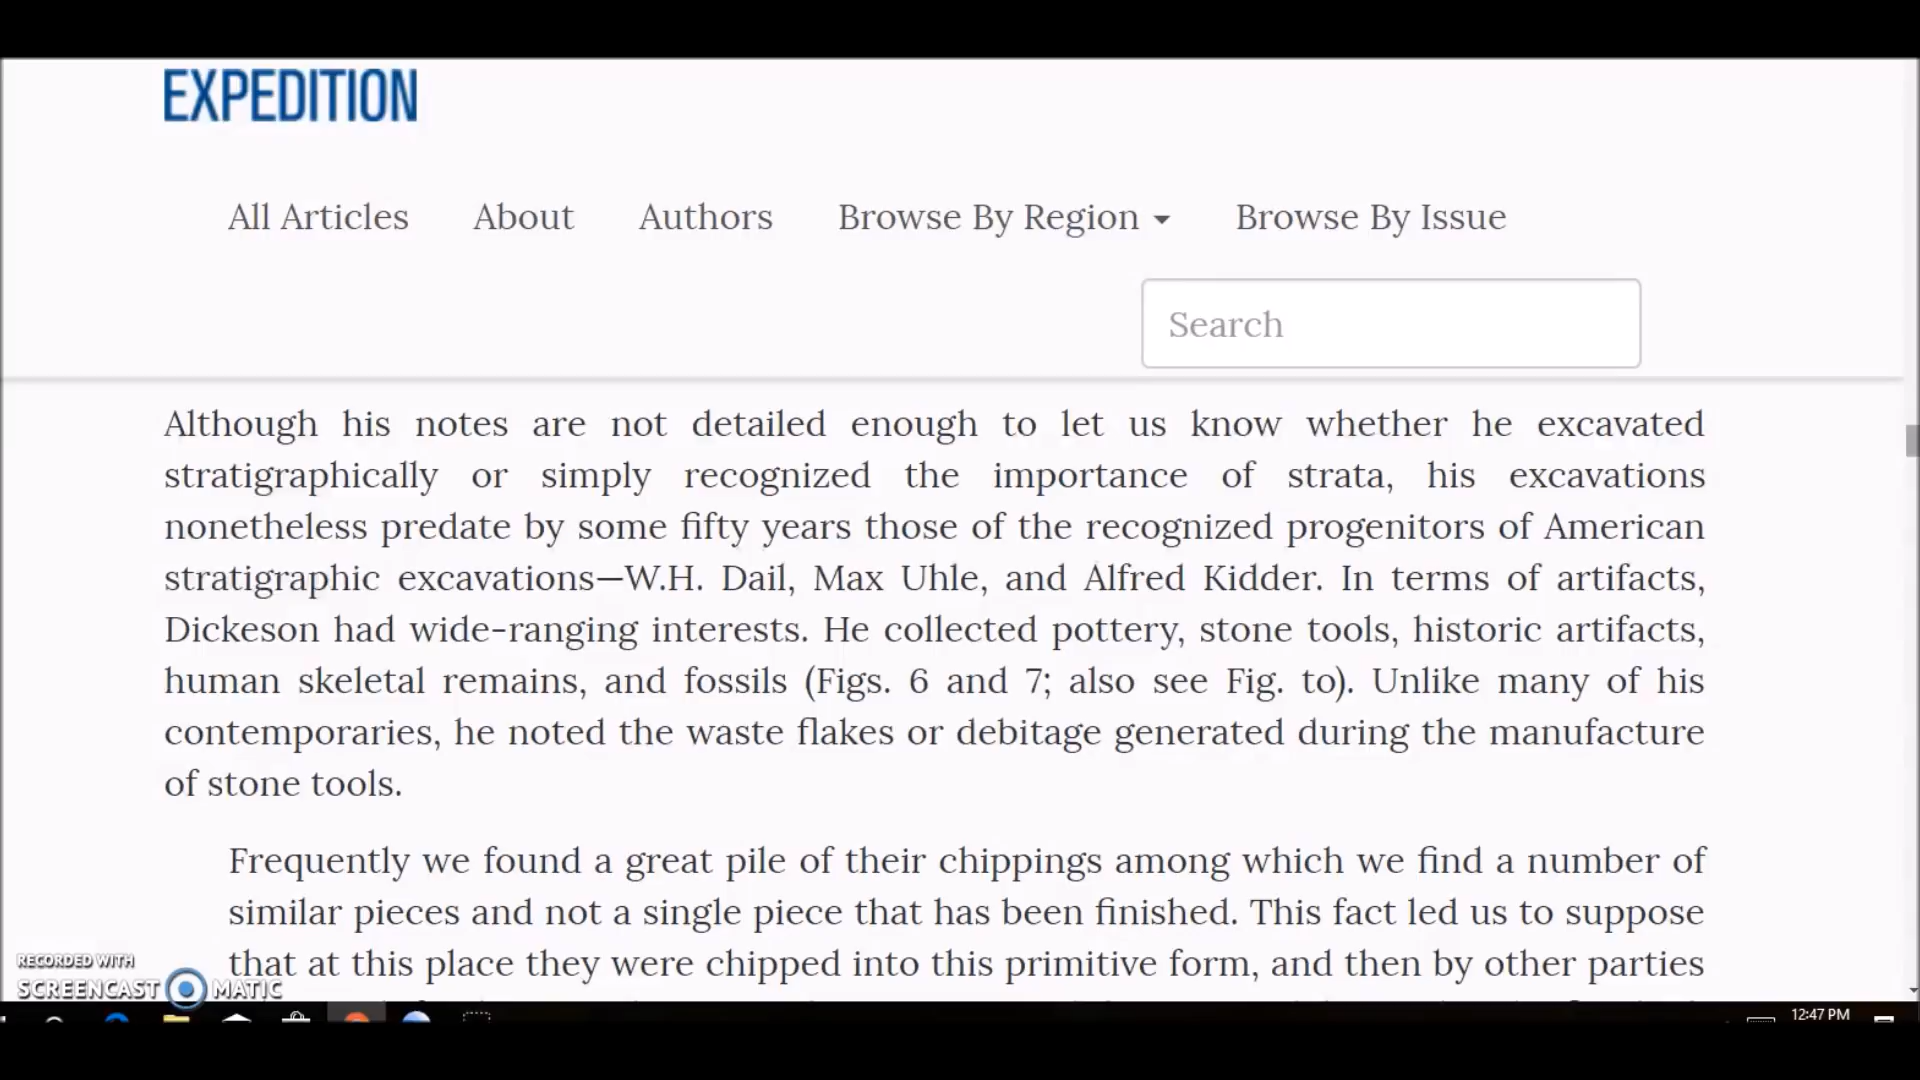 EXPEDITION
All Articles About Authors Browse By Region Browse By Issue
Search
Although his notes are not detailed enough to let us know whether he excavated
stratigraphically or simply recognized the importance of strata, his excavations
nonetheless predate by some fifty years those of the recognized progenitors of American
stratigraphic excavations—W.H. Dail, Max Uhle, and Alfred Kidder. In terms of artifacts,
Dickeson had wide-ranging interests. He collected pottery, stone tools, historic artifacts,
human skeletal remains, and fossils (Figs. 6 and 7; also see Fig. to). Unlike many of his
contemporaries, he noted the waste flakes or debitage generated during the manufacture
of stone tools.
Frequently we found a great pile of their chippings among which we find a number of
similar pieces and not a single piece that has been finished. This fact led us to suppose
that at this place they were chipped into this primitive form, and then by other parties
RECORDED WITH
SCREENCAST MATIC
12:47 PM